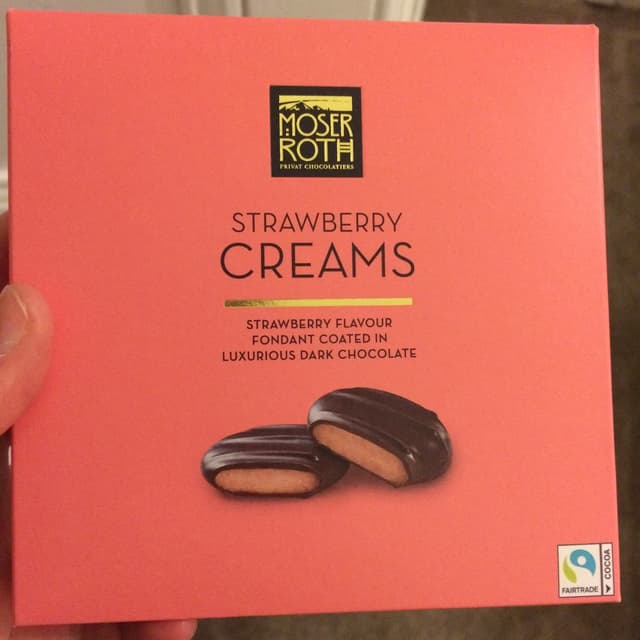 MOSER
ROTH
PRIVAT CHOCOLATIERS
STRAWBERRY
CREAMS
STRAWBERRY FLAVOUR
FONDANT COATED IN
LUXURIOUS DARK CHOCOLATE
FAIRTRADE
COCOA